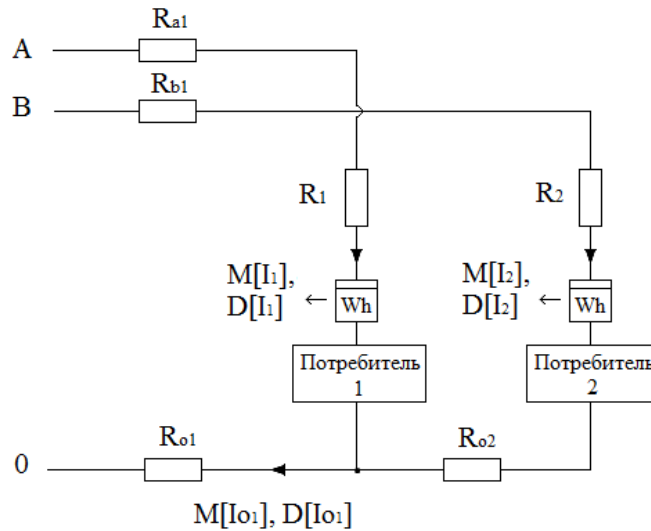 Ra1
A
Rb1
B
R1
R2
M[I1],
D[I1]
Wh
M[I2],
D[I2]
Wh
Потребитель
1
Потребитель
2
Ro1
Ro2
0
M[Io1], D[Io1]